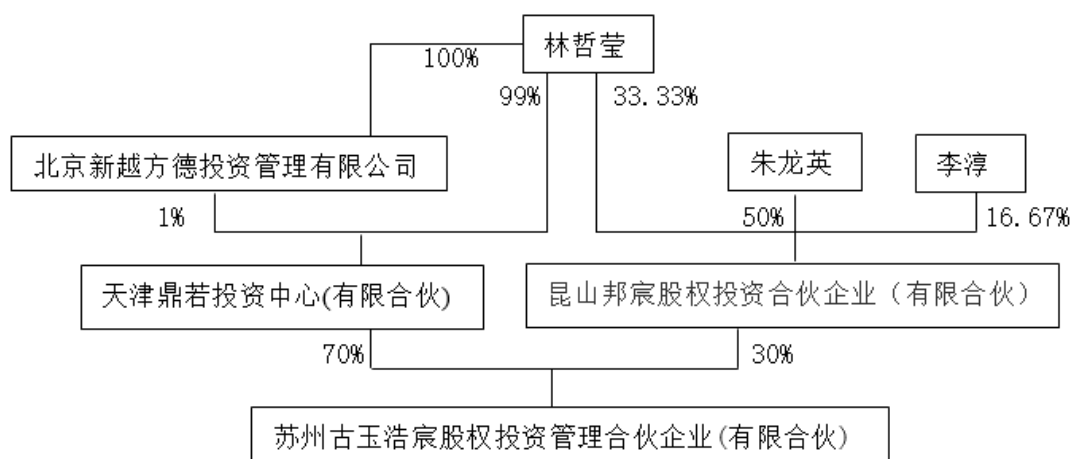 林哲莹
100%
99%
33.33%
北京新越方德投资管理有限公司
朱龙英
李淳
1%
50%
16.67%
天津鼎若投资中心(有限合伙)
昆山邦宸股权投资合伙企业（有限合伙）
70%
30%
苏州古玉浩宸股权投资管理合伙企业(有限合伙)